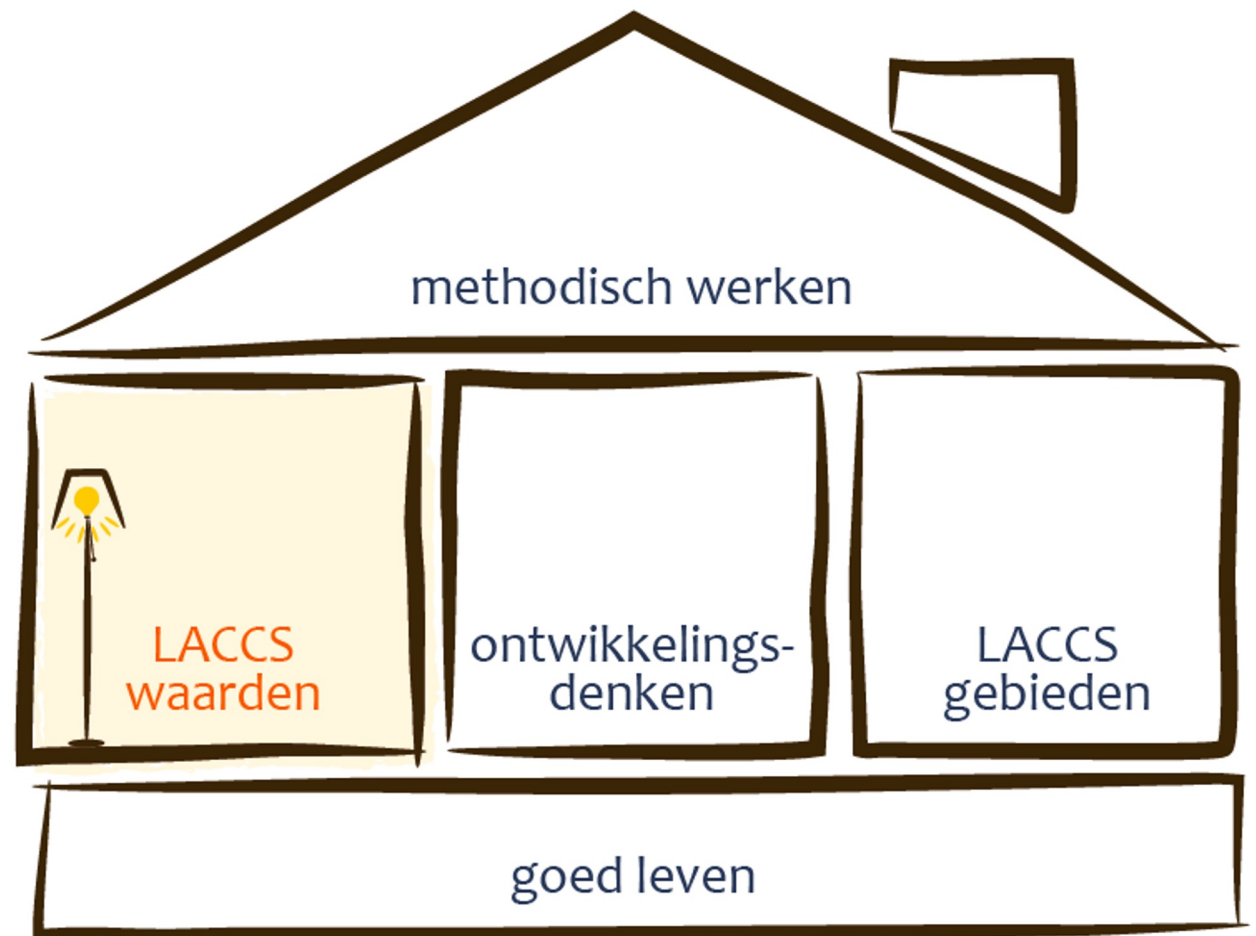 methodisch werken
LACCS
waarden
ontwikkelings-
denken
LACCS
gebieden
goed leven